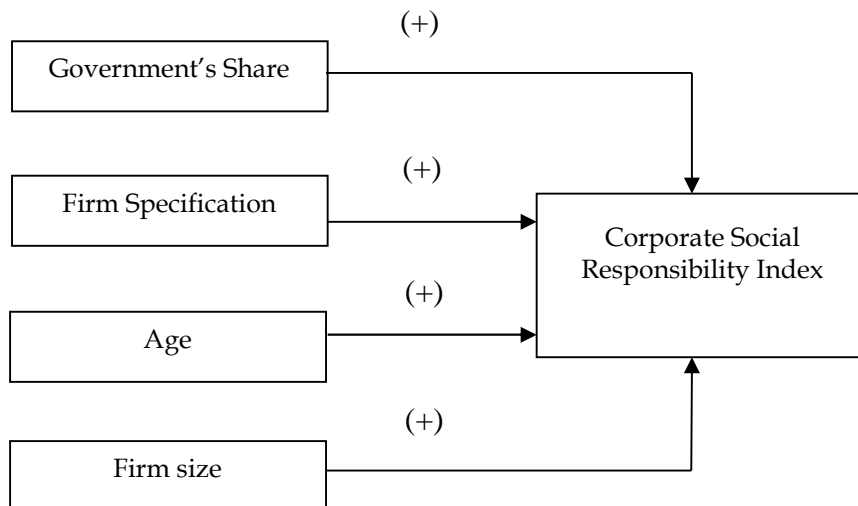 (+)
Government’s Share
(+)
Firm Specification
Corporate Social
Responsibility Index
(+)
Age
(+)
Firm size